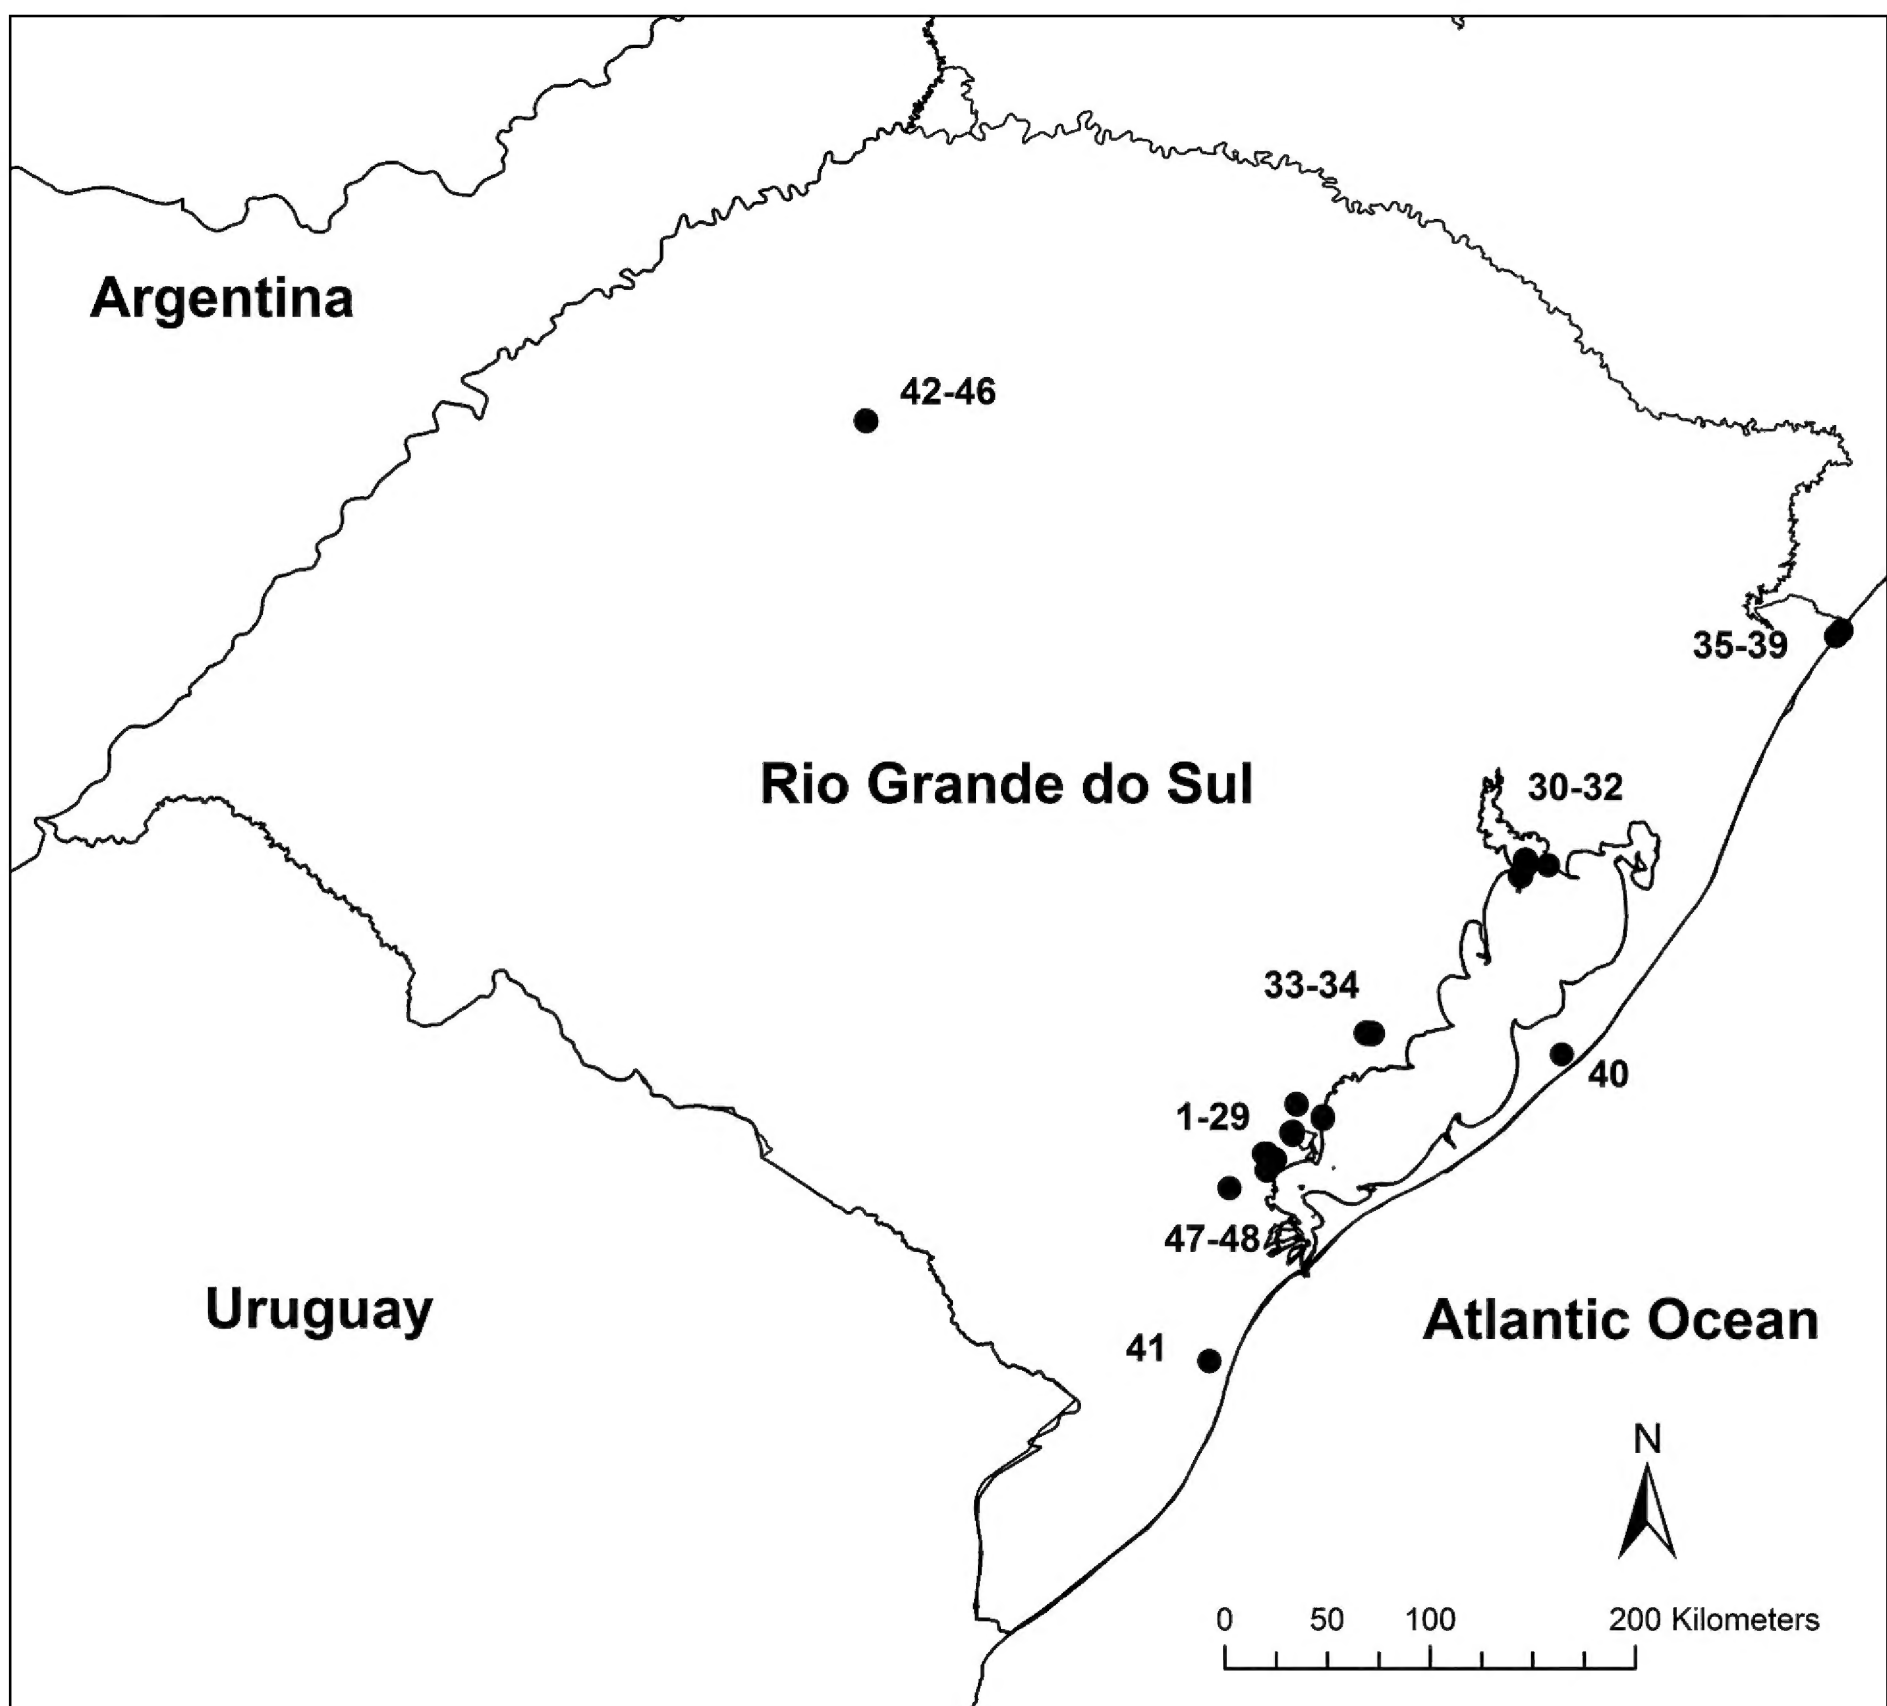 Argentina
42-46
35-39
Rio Grande do Sul
30-32
33-34
40
1-29
47-48
Uruguay
Atlantic Ocean
41
N
0 50 100 200 Kilometers